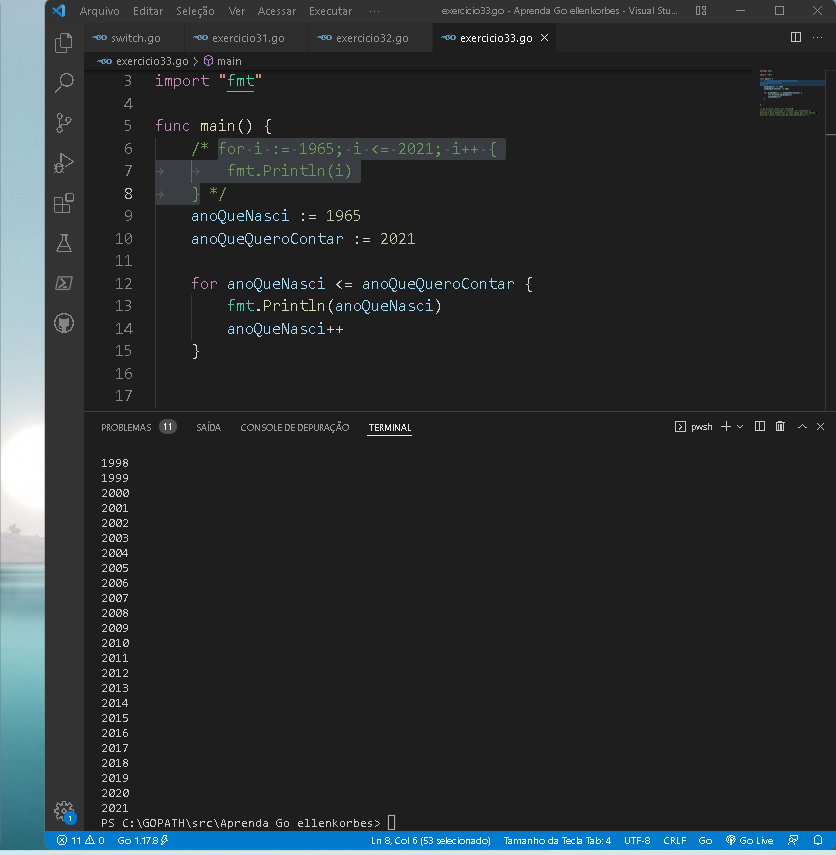 Arquivo Editar Seleção Ver Acessar Executar ··· exercicio33.go - Aprenda Go ellenkorbes - Visual Stu...
switch.go exercicio31.go exercicio32.go exercicio33.go
exercicio33.go > main
3 import "fmt"
4
5 func main() {
6 /* for i := 1965; i <= 2021; i++ {
7 fmt.Println(i)
8 } */
9 anoQueNasci := 1965
10 anoQueQueroContar := 2021
11
12 for anoQueNasci <= anoQueQueroContar {
13 fmt.Println(anoQueNasci)
14 anoQueNasci++
15 }
16
17
PROBLEMAS 11 SAÍDA CONSOLE DE DEPURAÇÃO TERMINAL pwsh
1998
1999
2000
2001
2002
2003
2004
2005
2006
2007
2008
2009
2010
2011
2012
2013
2014
2015
2016
2017
2018
2019
2020
2021
PS C:\GOPATH\src\Aprenda Go ellenkorbes>
1
11 0 Go 1.17.8 Ln 8, Col 6 (53 selecionado) Tamanho da Tecla Tab: 4 UTF-8 CRLF Go Go Live